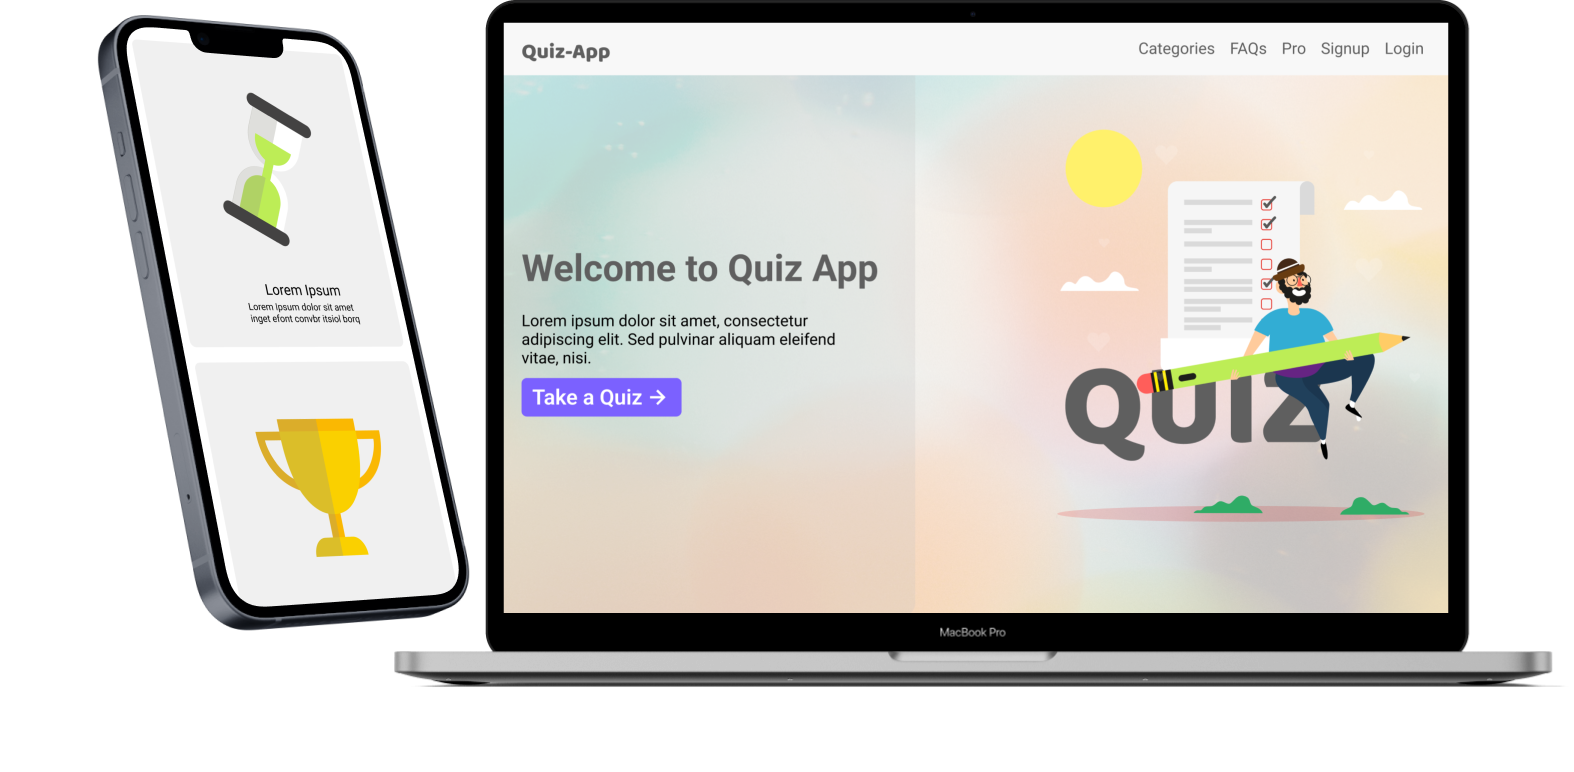 Lorem Ipsum
Lorem Ipsum dolor sit amet
inget efont convbr itsiol borq
Quiz-App
Categories FAQs Pro Signup Login
Welcome to Quiz App
Lorem ipsum dolor sit amet, consectetur
adipiscing elit. Sed pulvinar aliquam eleifend
vitae, nisi.
Take a Quiz →
QUIZ
MacBook Pro